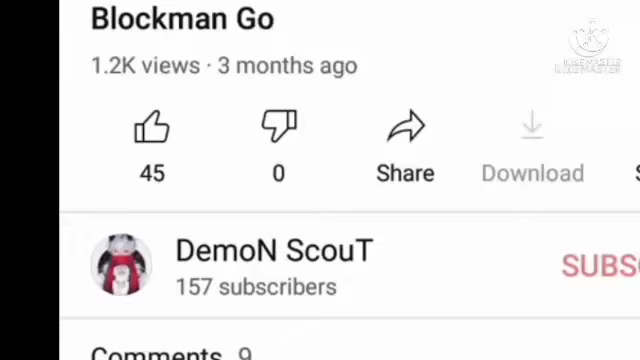 Blockman Go
KINEMASTER
1.2K views · 3 months ago
45
0
Share
Download
DemoN ScouT
157 subscribers
SUBS
Comments 9